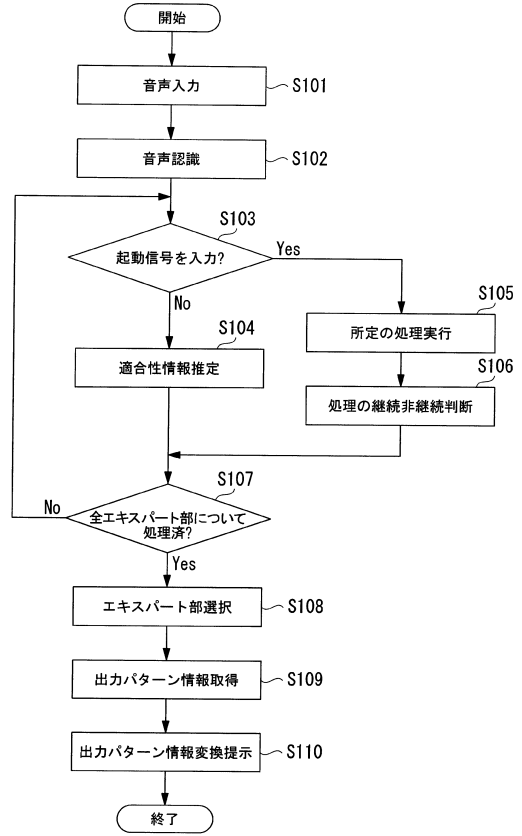 開始
音声入力
S101
音声認識
S102
S103
起動信号を入力?
Yes
No
S104
適合性情報推定
S105
所定の処理実行
S106
処理の継続非継続判断
S107
全エキスパート部について
処理済?
No
Yes
エキスパート部選択
S108
出力パターン情報取得
S109
出力パターン情報変換提示
S110
終了